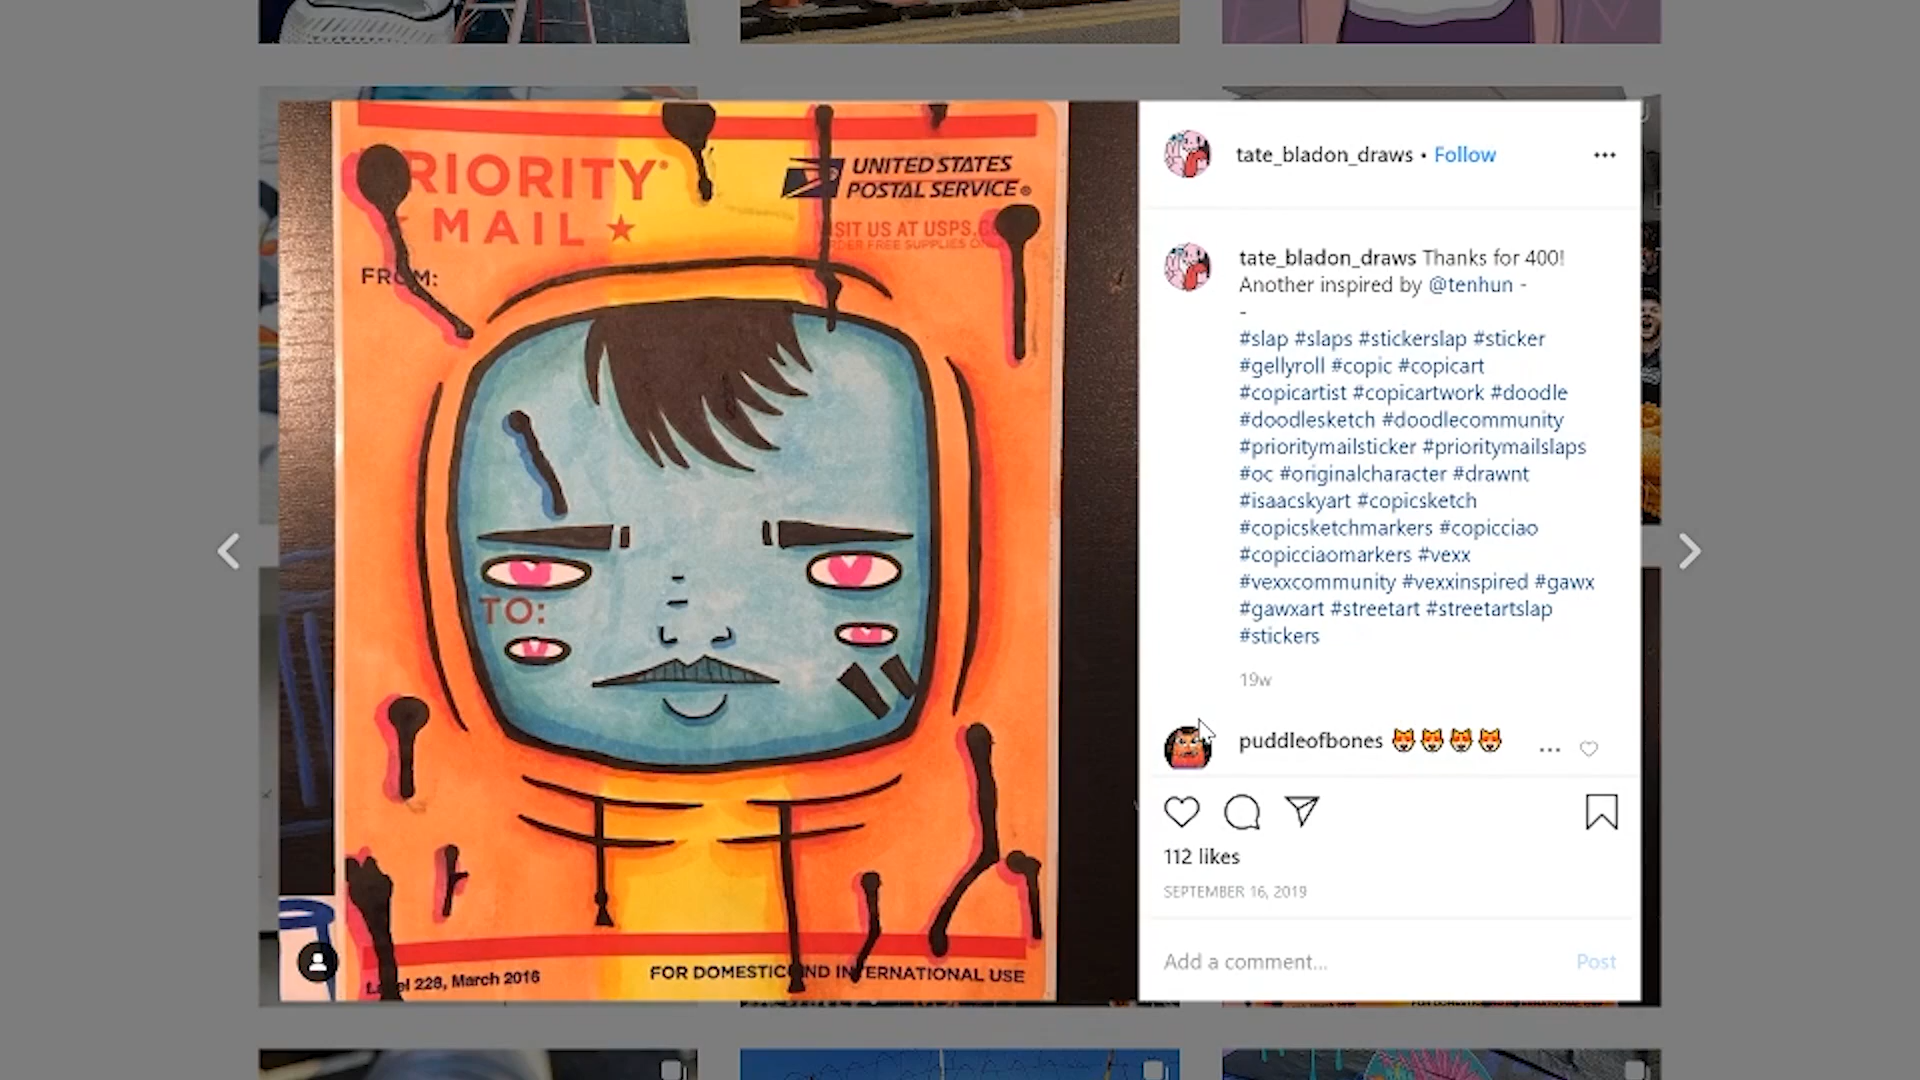 PRIORITY
MAIL
UNITED STATES
POSTAL SERVICE
FROM:
TO:
228, March 2016
FOR DOMESTIC AND INTERNATIONAL USE
tate_bladon_draws • Follow
tate_bladon_draws Thanks for 400!
Another inspired by @tenhun -
-
#slap #slaps #stickerslap #sticker
#gellyroll #copic #copicart
#copicartist #copicartwork #doodle
#doodlesketch #doodlecommunity
#prioritymailsticker #prioritymailslaps
#oc #originalcharacter #drawnt
#isaacskyart #copicsketch
#copicsketchmarkers #copicciao
#copicciaomarkers #vexx
#vexxcommunity #vexxinspired #gawx
#gawxart #streetart #streetartslap
#stickers
19w
puddleofbones 😻😻😻😻
112 likes
SEPTEMBER 16, 2019
Add a comment... Post